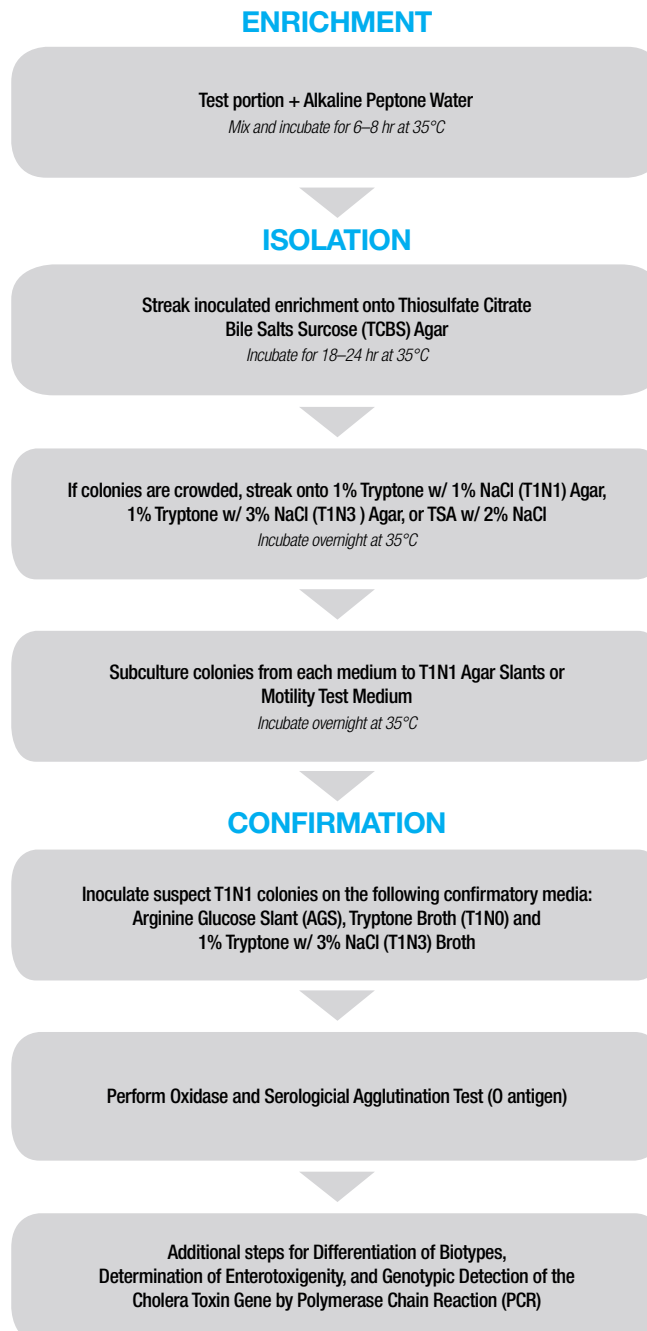 ENRICHMENT
Test portion + Alkaline Peptone Water
Mix and incubate for 6–8 hr at 35°C
ISOLATION
Streak inoculated enrichment onto Thiosulfate Citrate
Bile Salts Surcose (TCBS) Agar
Incubate for 18–24 hr at 35°C
If colonies are crowded, streak onto 1% Tryptone w/ 1% NaCl (T1N1) Agar,
1% Tryptone w/ 3% NaCl (T1N3 ) Agar, or TSA w/ 2% NaCl
Incubate overnight at 35°C
Subculture colonies from each medium to T1N1 Agar Slants or
Motility Test Medium
Incubate overnight at 35°C
CONFIRMATION
Inoculate suspect T1N1 colonies on the following confirmatory media:
Arginine Glucose Slant (AGS), Tryptone Broth (T1N0) and
1% Tryptone w/ 3% NaCl (T1N3) Broth
Perform Oxidase and Serologicial Agglutination Test (O antigen)
Additional steps for Differentiation of Biotypes,
Determination of Enterotoxigenity, and Genotypic Detection of the
Cholera Toxin Gene by Polymerase Chain Reaction (PCR)